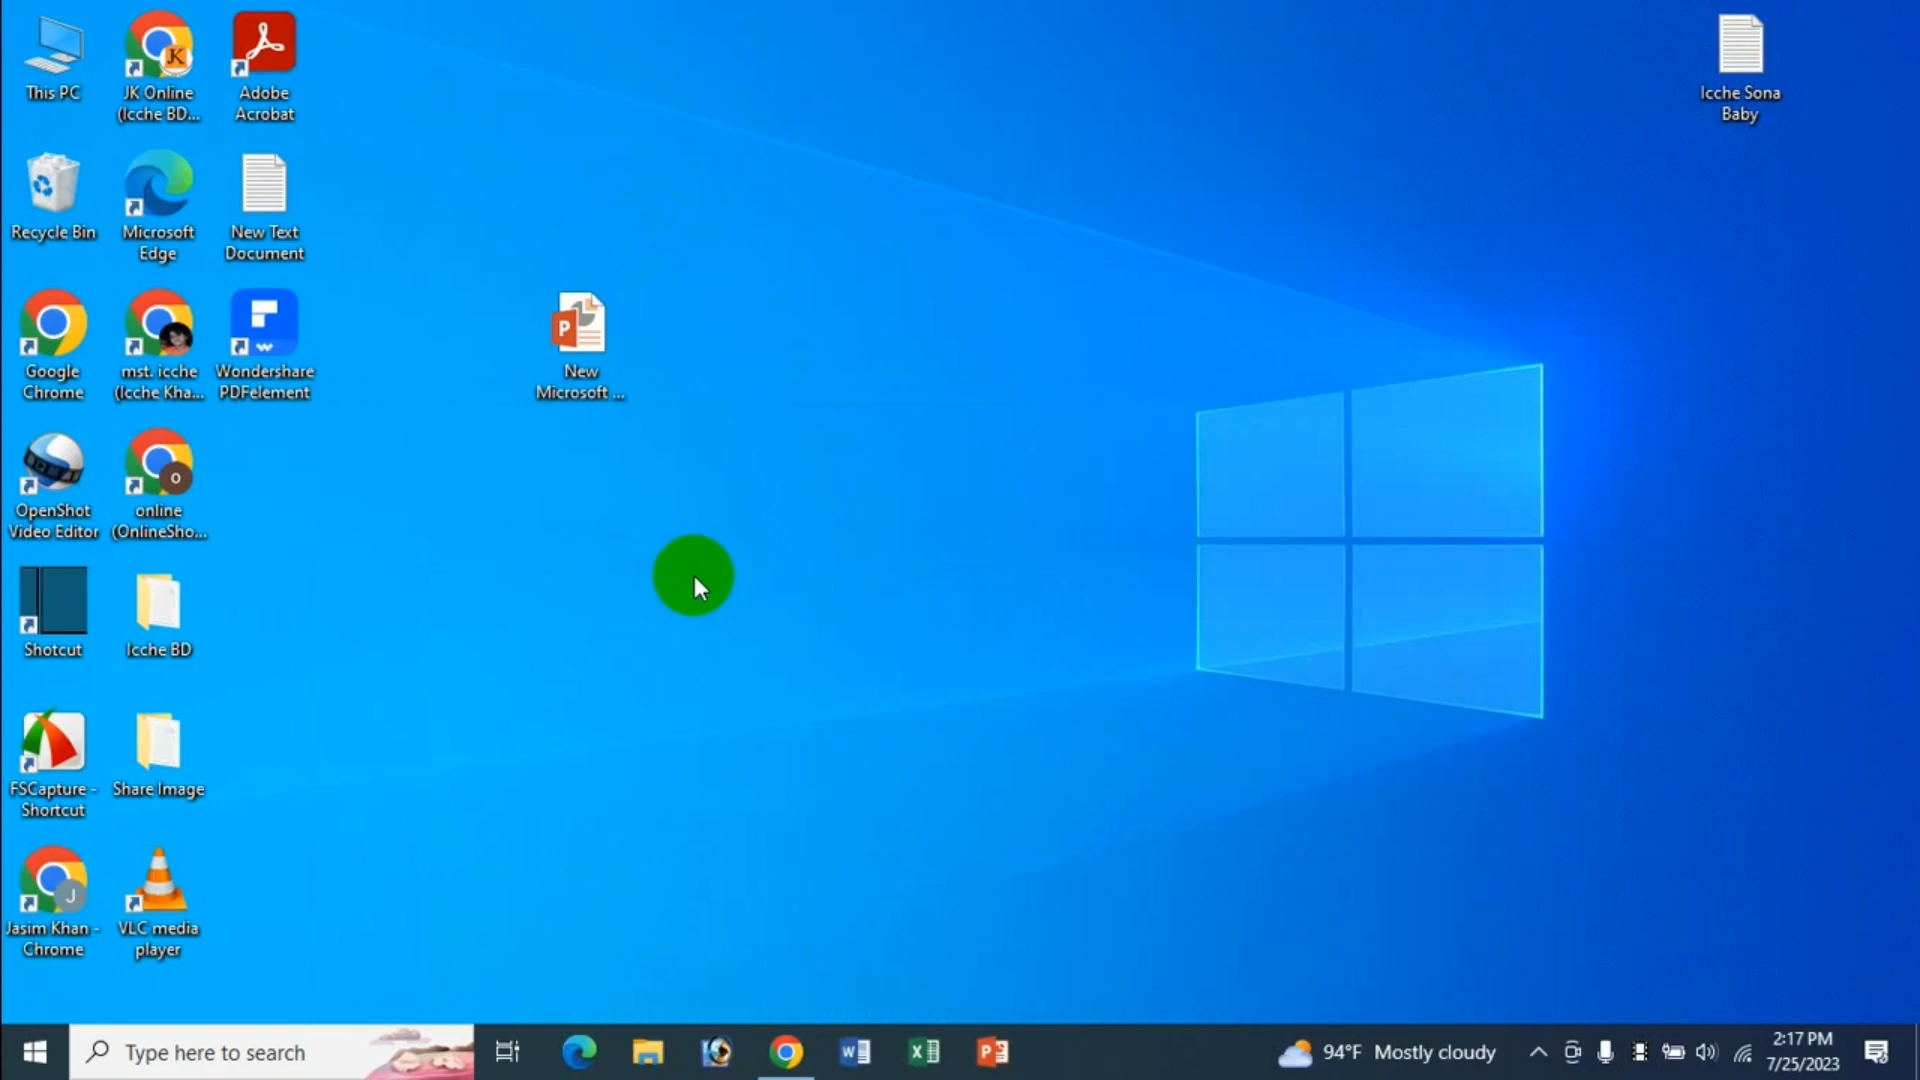 This PC
JK Online
(Icche BD...
Adobe
Acrobat
Icche Sona
Baby
Recycle Bin
Microsoft
Edge
New Text
Document
Google
Chrome
mst. icche
(Icche Kha...
Wondershare
PDFelement
New
Microsoft ...
OpenShot
Video Editor
online
(OnlineSho...
Shotcut
Icche BD
FSCapture -
Shortcut
Share Image
Jasim Khan -
Chrome
VLC media
player
Type here to search
94°F Mostly cloudy
2:17 PM
7/25/2023